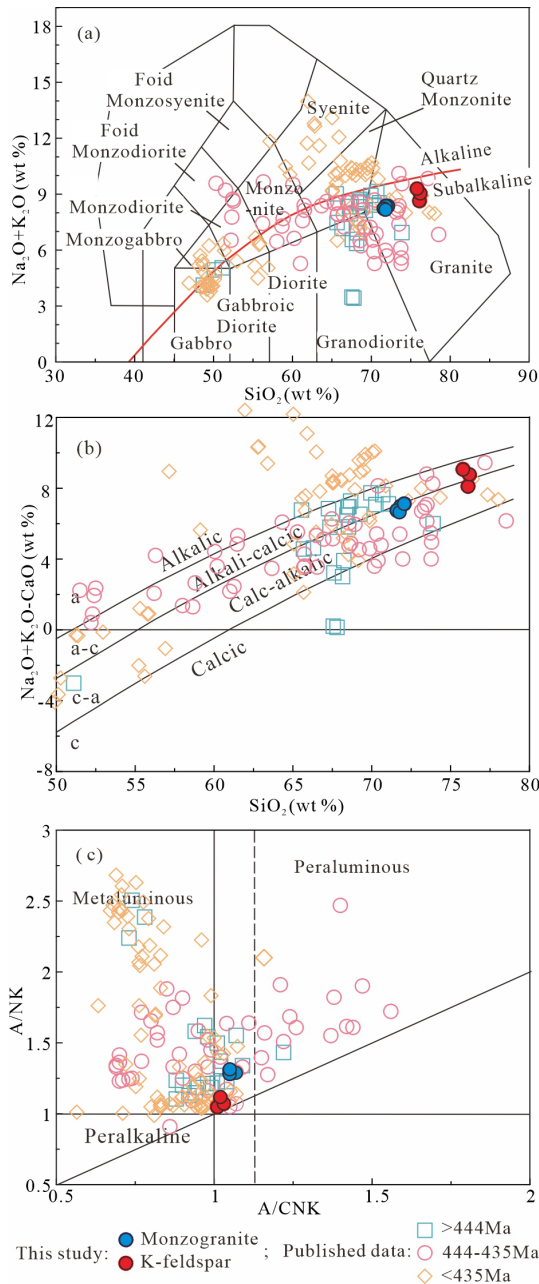 (a)
18
15
12
9
6
3
0
Na₂O+K₂O (wt %)
Foid
Monzosyenite
Foid
Monzodiorite
Monzodiorite
Monzogabbro
Syenite
Quartz
Monzonite
Monzo
-nite
Alkaline
Subalkaline
Granite
Diorite
Gabbroic
Diorite
Gabbro
Granodiorite
30 40 50 60 70 80 90
SiO₂ (wt %)
(b)
12
8
4
0
-4
-8
Na₂O+K₂O-CaO (wt %)
Alkalic
Alkali-calcic
Calc-alkalic
Calcic
a
a-c
c-a
c
50 55 60 65 70 75 80
SiO₂ (wt %)
(c)
3
2.5
2
1.5
1
0.5
A/NK
Metaluminous
Peraluminous
Peralkaline
0.5 1 1.5 2
A/CNK
This study: Monzogranite
K-feldspar
; Published data: >444Ma
444-435Ma
<435Ma